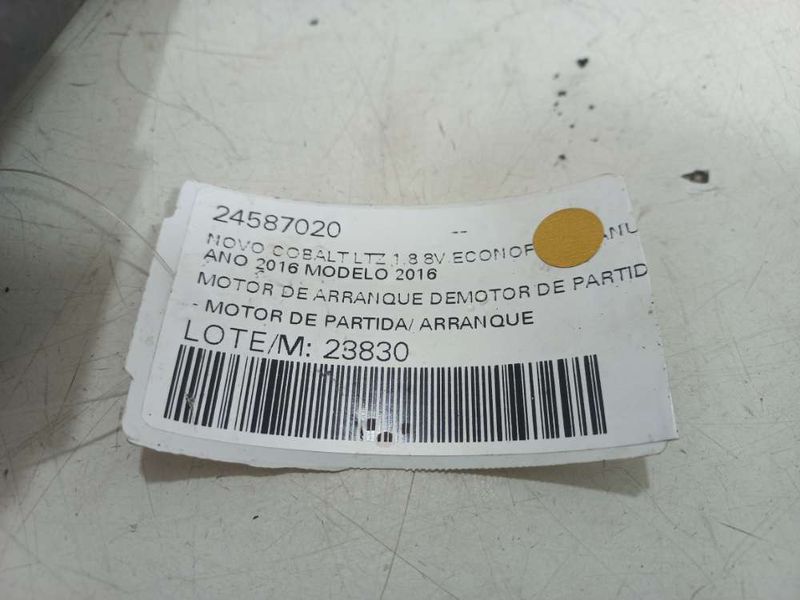 24587020 --
NOVO COBALT LTZ 1.8 8V ECONOF ANU
ANO 2016 MODELO 2016
MOTOR DE ARRANQUE DEMOTOR DE PARTID
- MOTOR DE PARTIDA/ ARRANQUE
LOTE/M: 23830